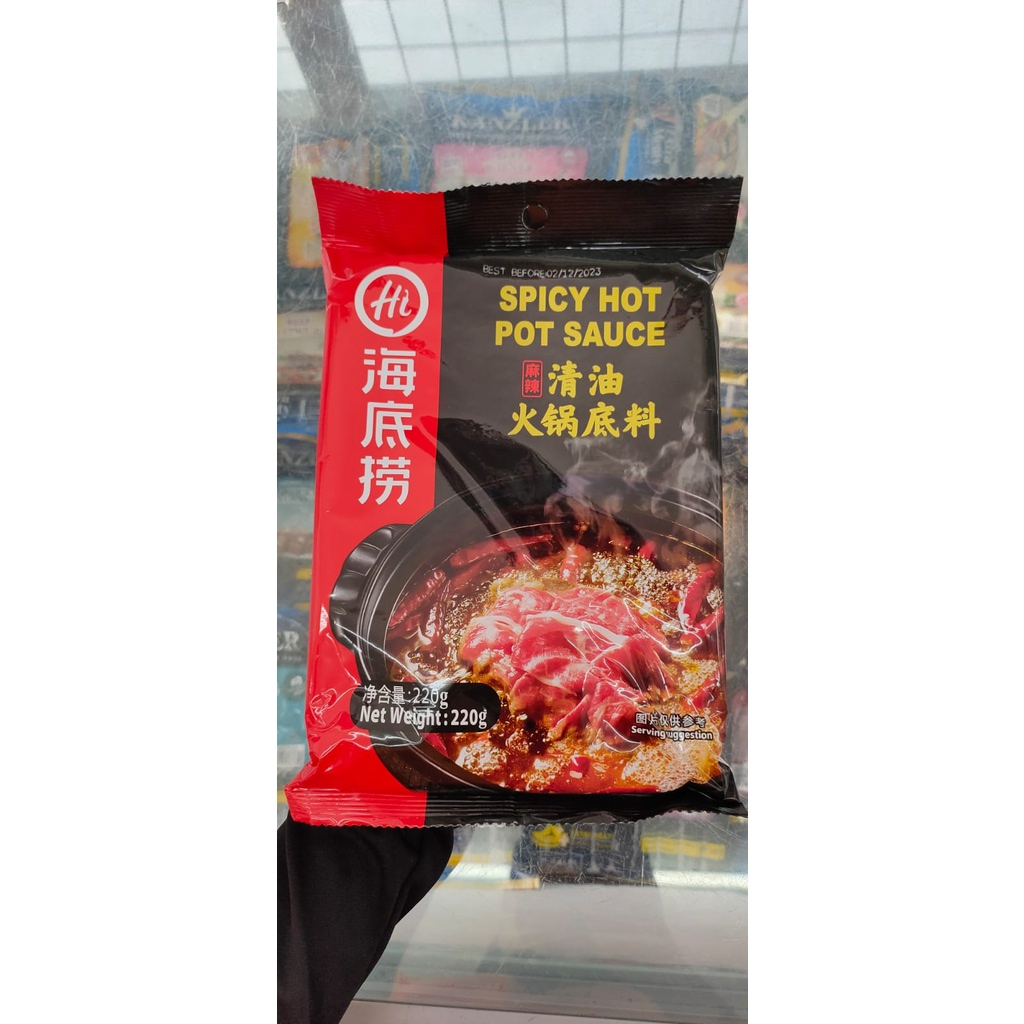 BEST BEFORE:02/12/2023
Hi
海底捞
SPICY HOT
POT SAUCE
麻辣
清油
火锅底料
净含量:220g
Net Weight:220g
图片仅供参考
Serving suggestion